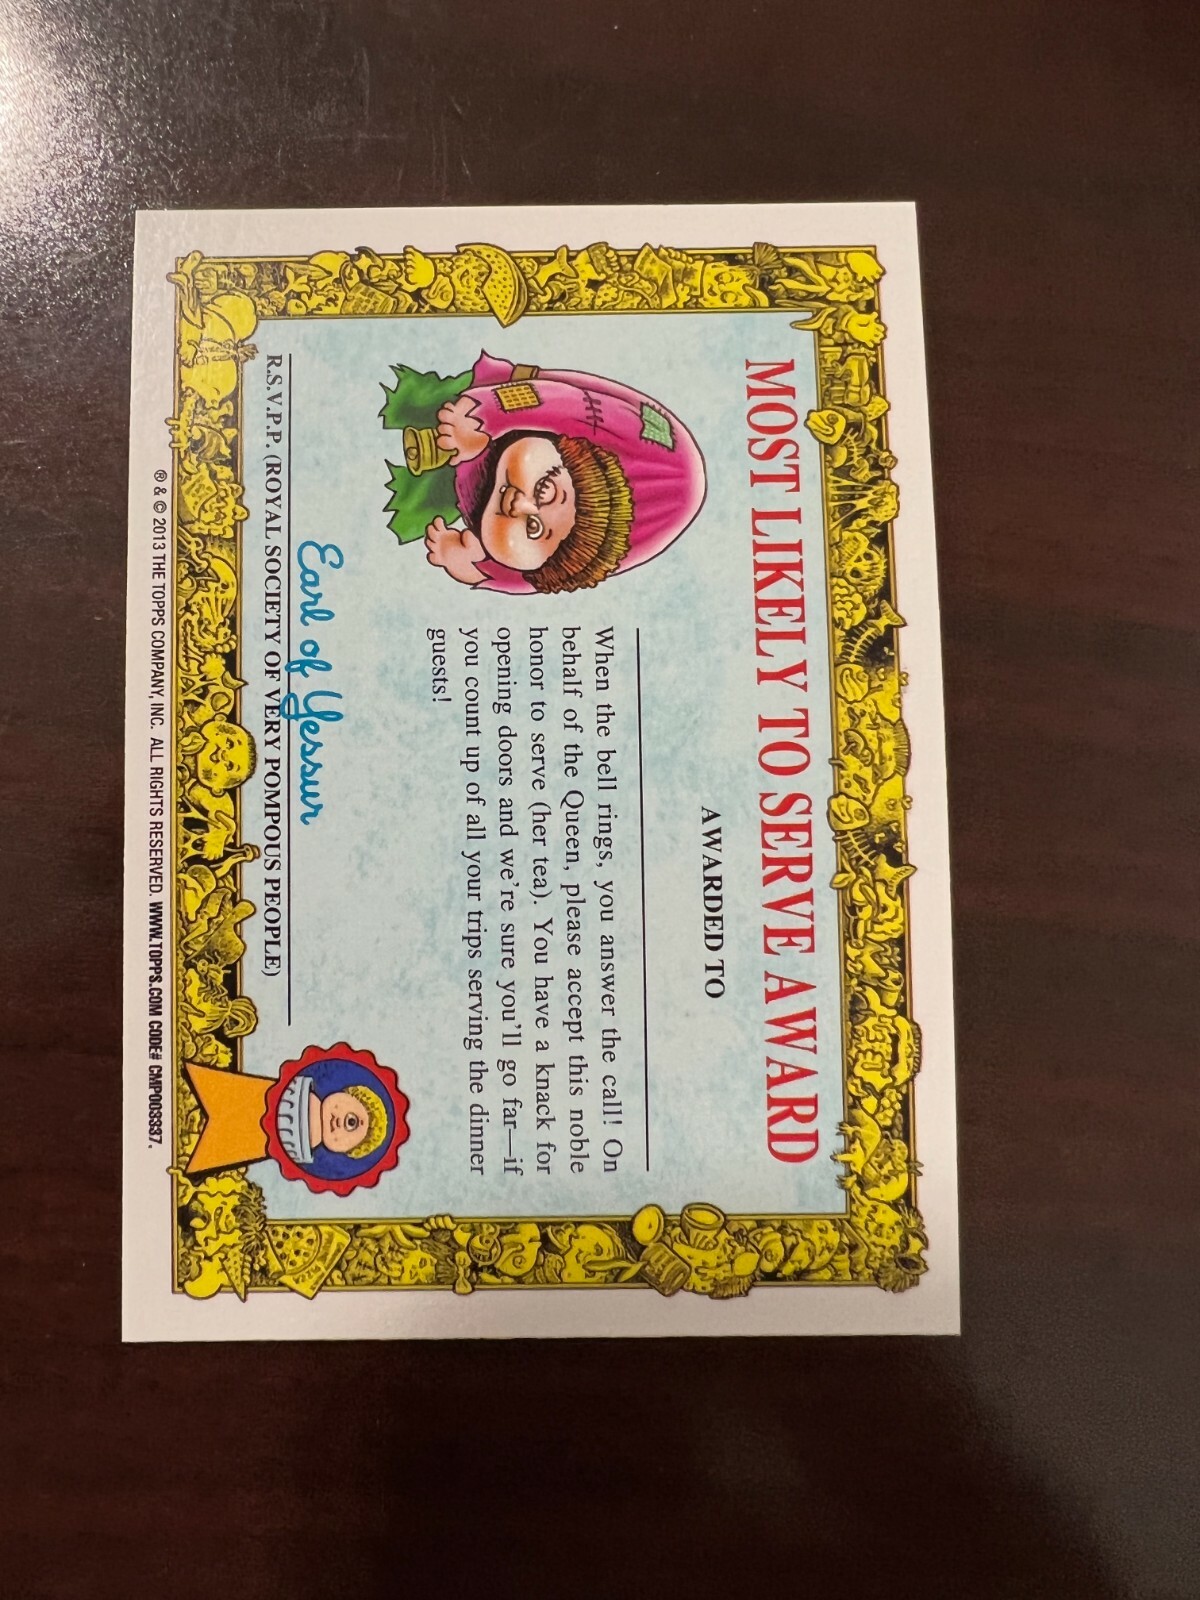 MOST LIKELY TO SERVE AWARD
AWARDED TO
When the bell rings, you answer the call! On
behalf of the Queen, please accept this noble
honor to serve (her tea). You have a knack for
opening doors and we're sure you'll go far—if
you count up of all your trips serving the dinner
guests!
Earl of Yessur
R.S.V.P.P. (ROYAL SOCIETY OF VERY POMPOUS PEOPLE)
® & © 2013 THE TOPPS COMPANY, INC. ALL RIGHTS RESERVED. WWW.TOPPS.COM CODE# CMP003337.